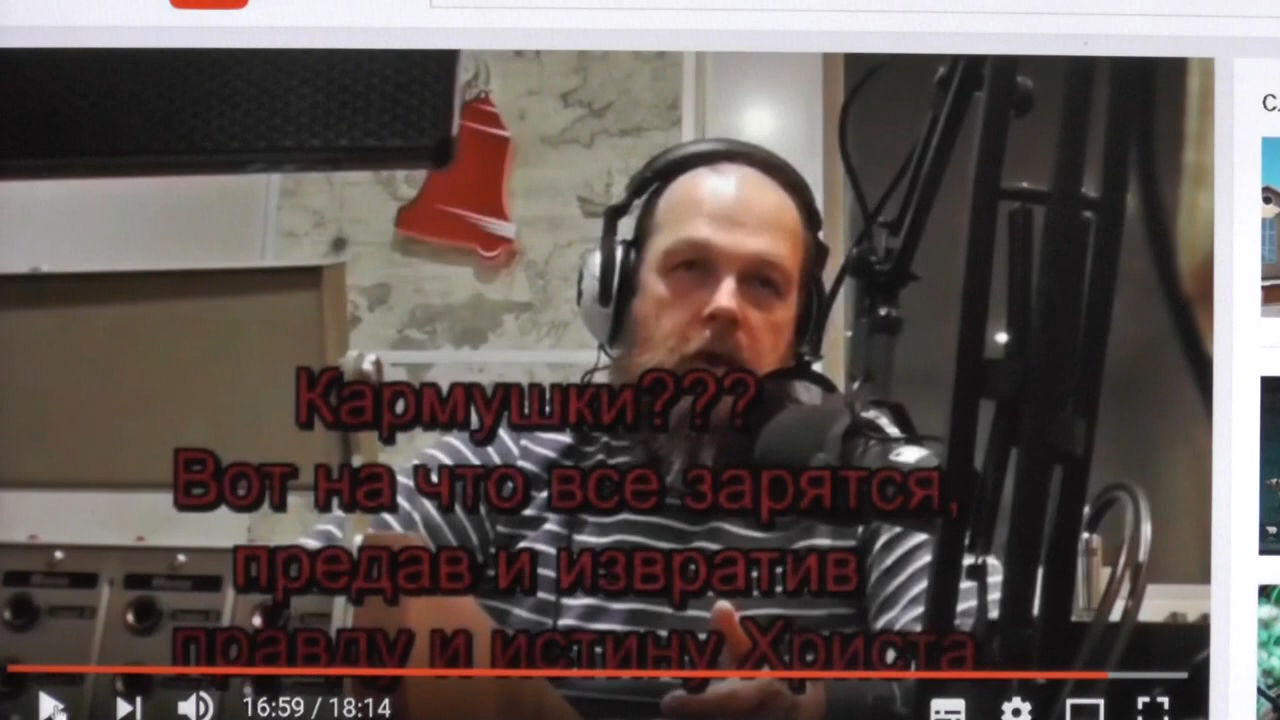 Кармушки???
Вот на что все зарятся,
предав и извратив
правду и истину Христа
16:59 / 18:14